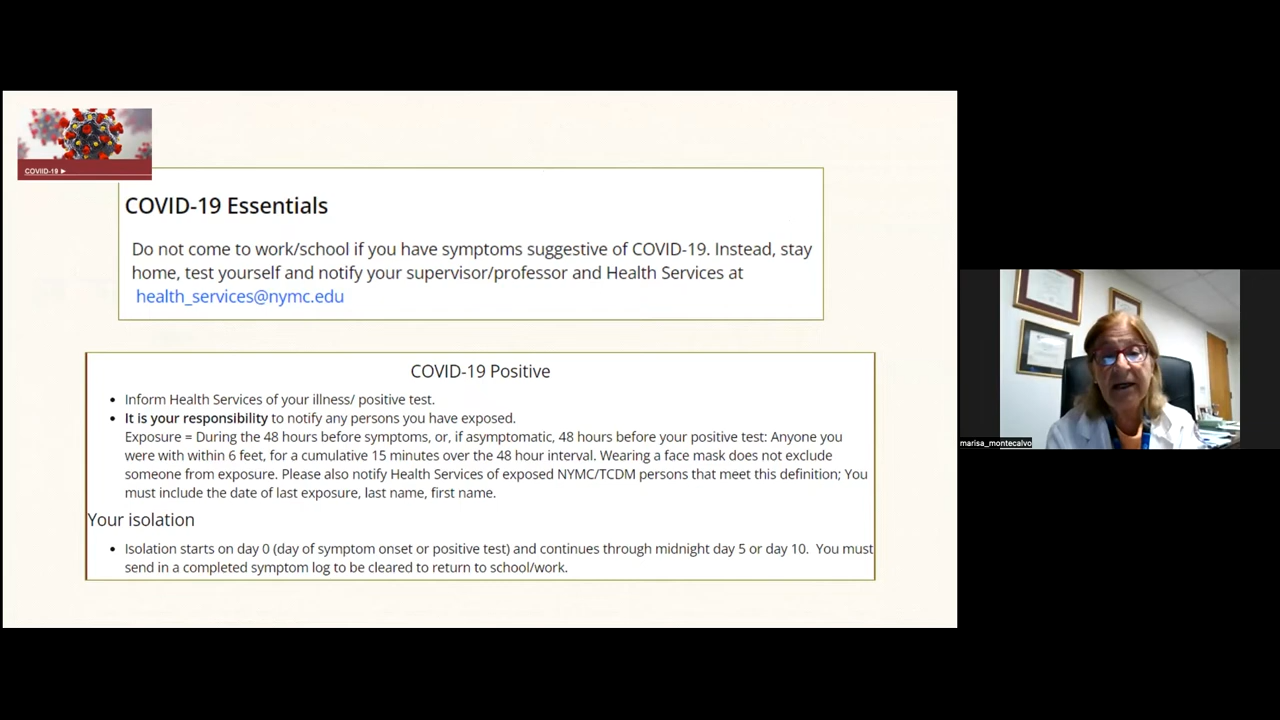 COVIID-19
COVID-19 Essentials
Do not come to work/school if you have symptoms suggestive of COVID-19. Instead, stay
home, test yourself and notify your supervisor/professor and Health Services at
health_services@nymc.edu
COVID-19 Positive
• Inform Health Services of your illness/ positive test.
• It is your responsibility to notify any persons you have exposed.
Exposure = During the 48 hours before symptoms, or, if asymptomatic, 48 hours before your positive test: Anyone you
were with within 6 feet, for a cumulative 15 minutes over the 48 hour interval. Wearing a face mask does not exclude
someone from exposure. Please also notify Health Services of exposed NYMC/TCDM persons that meet this definition; You
must include the date of last exposure, last name, first name.
Your isolation
• Isolation starts on day 0 (day of symptom onset or positive test) and continues through midnight day 5 or day 10. You must
send in a completed symptom log to be cleared to return to school/work.
marisa_montecalvo